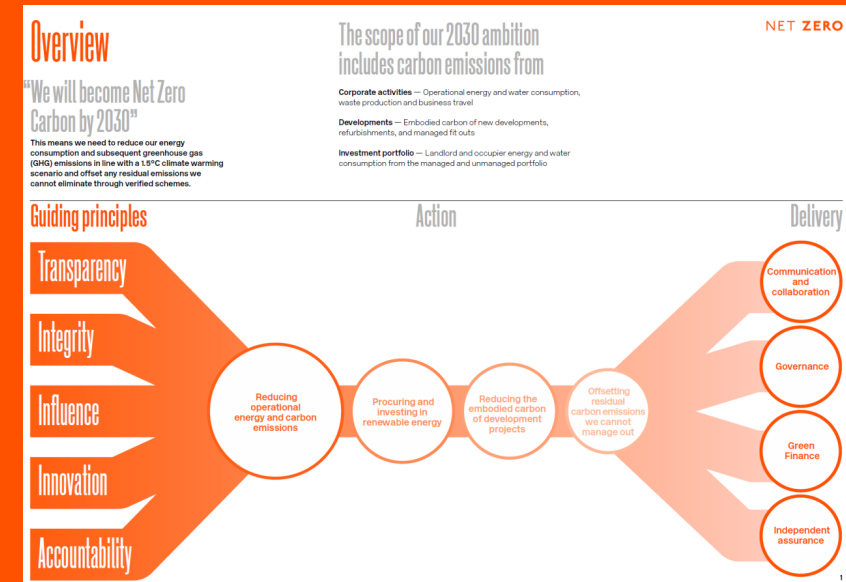 Overview
“We will become Net Zero
Carbon by 2030”
This means we need to reduce our energy
consumption and subsequent greenhouse gas
(GHG) emissions in line with a 1.5°C climate warming
scenario and offset any residual emissions we
cannot eliminate through verified schemes.
The scope of our 2030 ambition
includes carbon emissions from
Corporate activities — Operational energy and water consumption,
waste production and business travel
Developments — Embodied carbon of new developments,
refurbishments, and managed fit outs
Investment portfolio — Landlord and occupier energy and water
consumption from the managed and unmanaged portfolio
NET ZERO
Guiding principles
Transparency
Integrity
Influence
Innovation
Accountability
Action
Reducing
operational
energy and carbon
emissions
Procuring and
investing in
renewable energy
Reducing the
embodied carbon
of development
projects
Offsetting
residual
carbon emissions
we cannot
manage out
Delivery
Communication
and
collaboration
Governance
Green
Finance
Independent
assurance
1